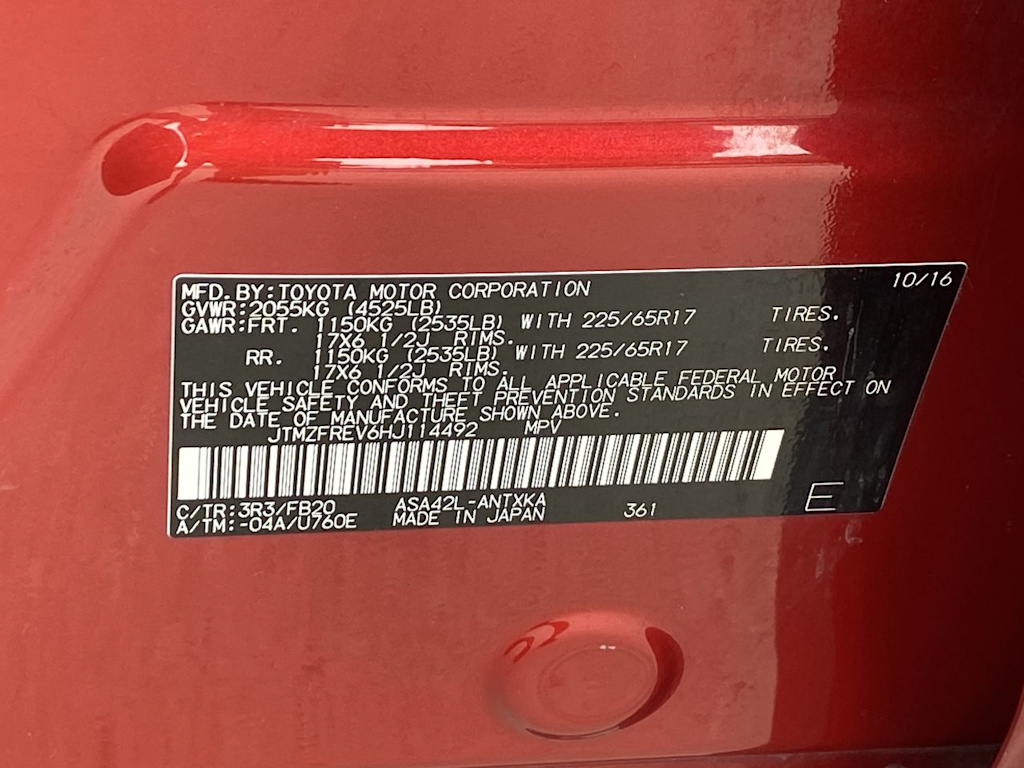 MFD. BY: TOYOTA MOTOR CORPORATION 10/16
GVWR: 2055KG (4525LB)
GAWR: FRT. 1150KG (2535LB) WITH 225/65R17 TIRES.
17X6 1/2J RIMS.
RR. 1150KG (2535LB) WITH 225/65R17 TIRES.
17X6 1/2J RIMS.
THIS VEHICLE CONFORMS TO ALL APPLICABLE FEDERAL MOTOR
VEHICLE SAFETY AND THEFT PREVENTION STANDARDS IN EFFECT ON
THE DATE OF MANUFACTURE SHOWN ABOVE.
JTMZFREV6HJ114492 MPV
C/TR: 3R3/FB20 ASA42L-ANTXKA 361 E
A/TM: -04A/U760E MADE IN JAPAN